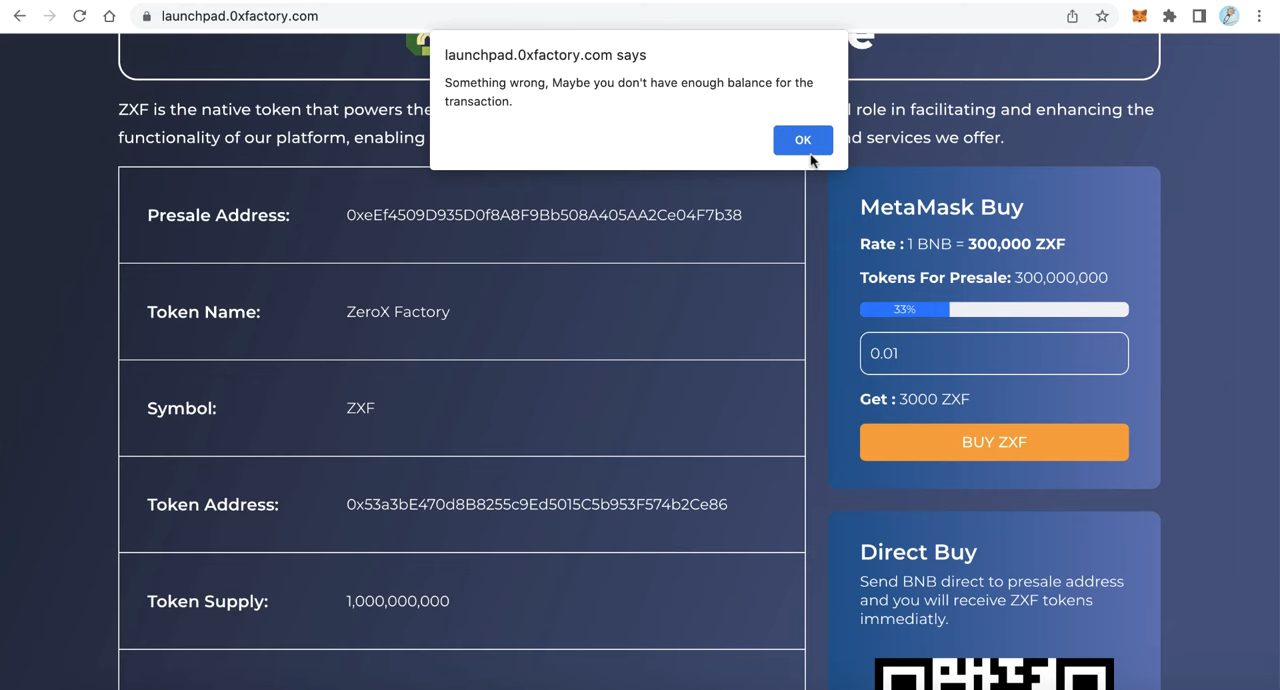 launchpad.0xfactory.com
launchpad.0xfactory.com says
Something wrong, Maybe you don't have enough balance for the
transaction.
OK
ZXF is the native token that powers the
l role in facilitating and enhancing the
functionality of our platform, enabling
d services we offer.
Presale Address: 0xeEf4509D935D0f8A8F9Bb508A405AA2Ce04F7b38
Token Name: ZeroX Factory
Symbol: ZXF
Token Address: 0x53a3bE470d8B8255c9Ed5015C5b953F574b2Ce86
Token Supply: 1,000,000,000
MetaMask Buy
Rate : 1 BNB = 300,000 ZXF
Tokens For Presale: 300,000,000
33%
0.01
Get : 3000 ZXF
BUY ZXF
Direct Buy
Send BNB direct to presale address
and you will receive ZXF tokens
immediatly.